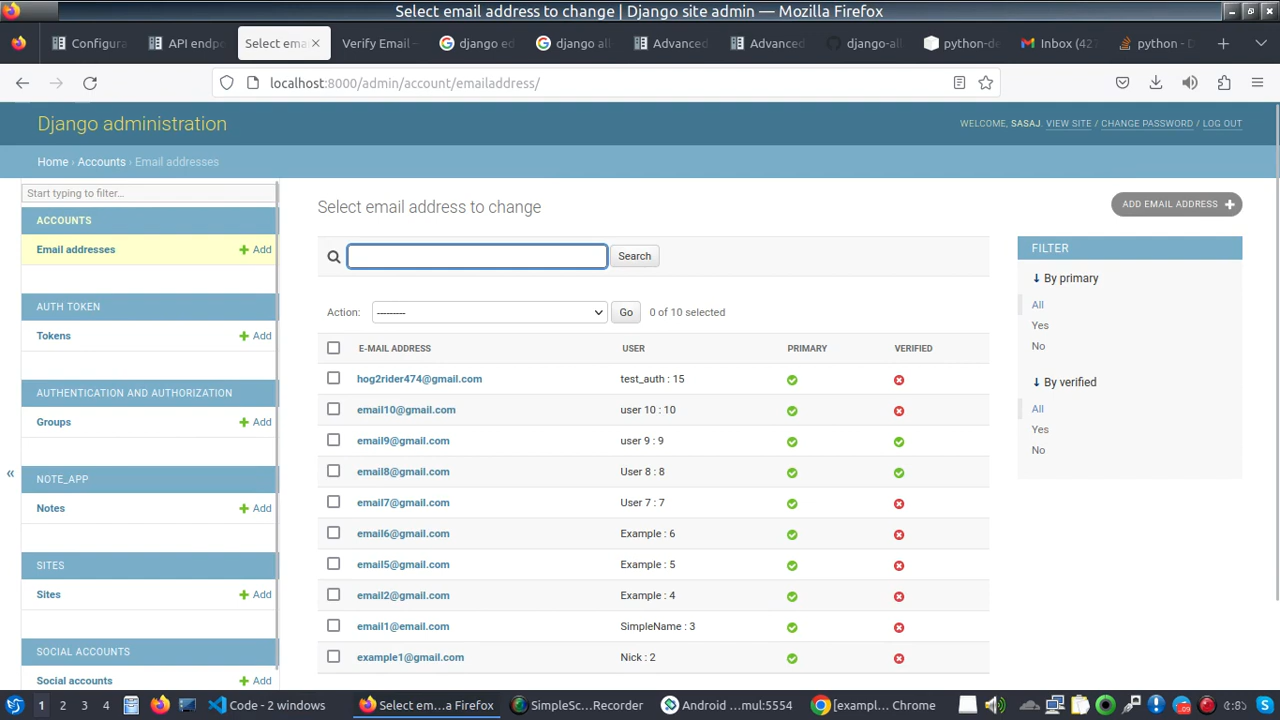 Select email address to change | Django site admin — Mozilla Firefox
Configura
API endpo
Select ema
Verify Email -
django ed
django all
Advanced
Advanced
django-all
python-de
Inbox (42
python - D
localhost:8000/admin/account/emailaddress/
Django administration
WELCOME, SASAJ. VIEW SITE / CHANGE PASSWORD / LOG OUT
Home › Accounts › Email addresses
Start typing to filter...
ACCOUNTS
Email addresses + Add
AUTH TOKEN
Tokens + Add
AUTHENTICATION AND AUTHORIZATION
Groups + Add
NOTE_APP
Notes + Add
SITES
Sites + Add
SOCIAL ACCOUNTS
Social accounts + Add
«
Select email address to change
ADD EMAIL ADDRESS +
Search
Action: --------- Go 0 of 10 selected
E-MAIL ADDRESS USER PRIMARY VERIFIED
hog2rider474@gmail.com test_auth : 15
email10@gmail.com user 10 : 10
email9@gmail.com user 9 : 9
email8@gmail.com User 8 : 8
email7@gmail.com User 7 : 7
email6@gmail.com Example : 6
email5@gmail.com Example : 5
email2@gmail.com Example : 4
email1@email.com SimpleName : 3
example1@gmail.com Nick : 2
FILTER
↓ By primary
All
Yes
No
↓ By verified
All
Yes
No
1 2 3 4
Code - 2 windows
Select em...a Firefox
SimpleSc...Recorder
Android ...mul:5554
[exampl... Chrome